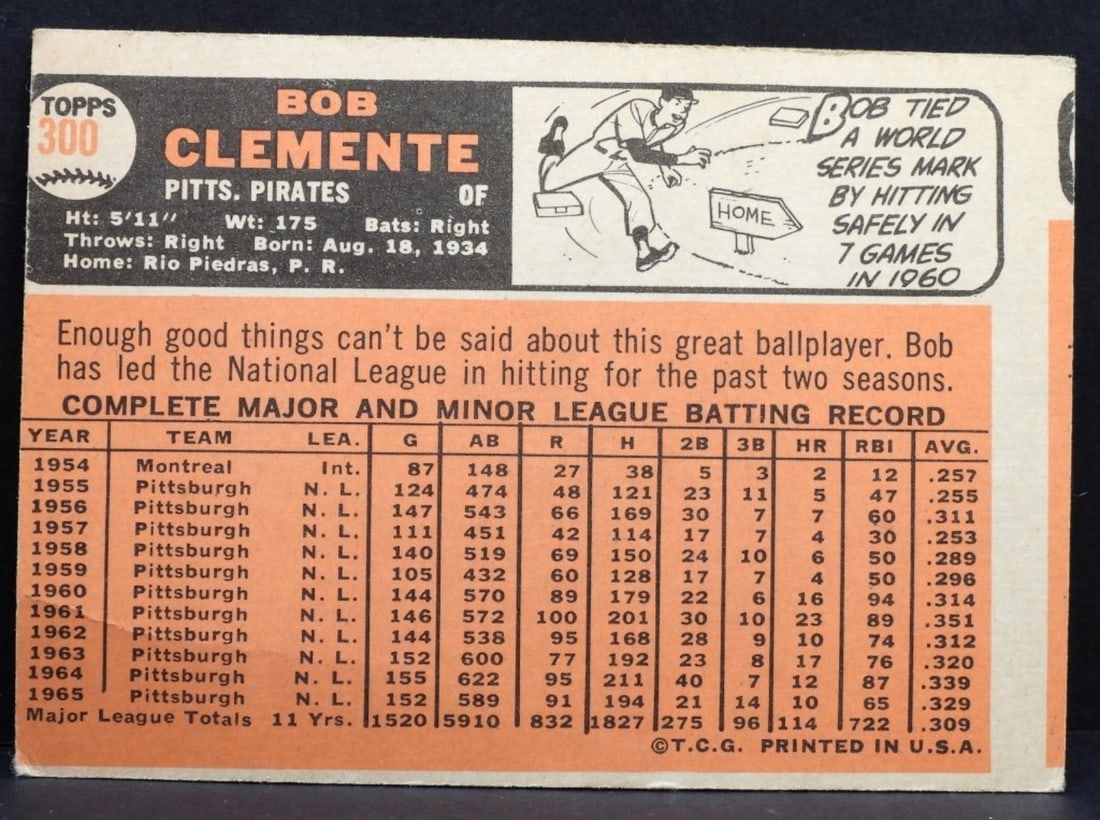 TOPPS
300
BOB
CLEMENTE
PITTS. PIRATES OF
Ht: 5'11" Wt: 175 Bats: Right
Throws: Right Born: Aug. 18, 1934
Home: Rio Piedras, P. R.
HOME
BOB TIED
A WORLD
SERIES MARK
BY HITTING
SAFELY IN
7 GAMES
IN 1960
Enough good things can't be said about this great ballplayer. Bob
has led the National League in hitting for the past two seasons.
COMPLETE MAJOR AND MINOR LEAGUE BATTING RECORD
YEAR TEAM LEA. G AB R H 2B 3B HR RBI AVG.
1954 Montreal Int. 87 148 27 38 5 3 2 12 .257
1955 Pittsburgh N. L. 124 474 48 121 23 11 5 47 .255
1956 Pittsburgh N. L. 147 543 66 169 30 7 7 60 .311
1957 Pittsburgh N. L. 111 451 42 114 17 7 4 30 .253
1958 Pittsburgh N. L. 140 519 69 150 24 10 6 50 .289
1959 Pittsburgh N. L. 105 432 60 128 17 7 4 50 .296
1960 Pittsburgh N. L. 144 570 89 179 22 6 16 94 .314
1961 Pittsburgh N. L. 146 572 100 201 30 10 23 89 .351
1962 Pittsburgh N. L. 144 538 95 168 28 9 10 74 .312
1963 Pittsburgh N. L. 152 600 77 192 23 8 17 76 .320
1964 Pittsburgh N. L. 155 622 95 211 40 7 12 87 .339
1965 Pittsburgh N. L. 152 589 91 194 21 14 10 65 .329
Major League Totals 11 Yrs. 1520 5910 832 1827 275 96 114 722 .309
©T.C.G. PRINTED IN U.S.A.